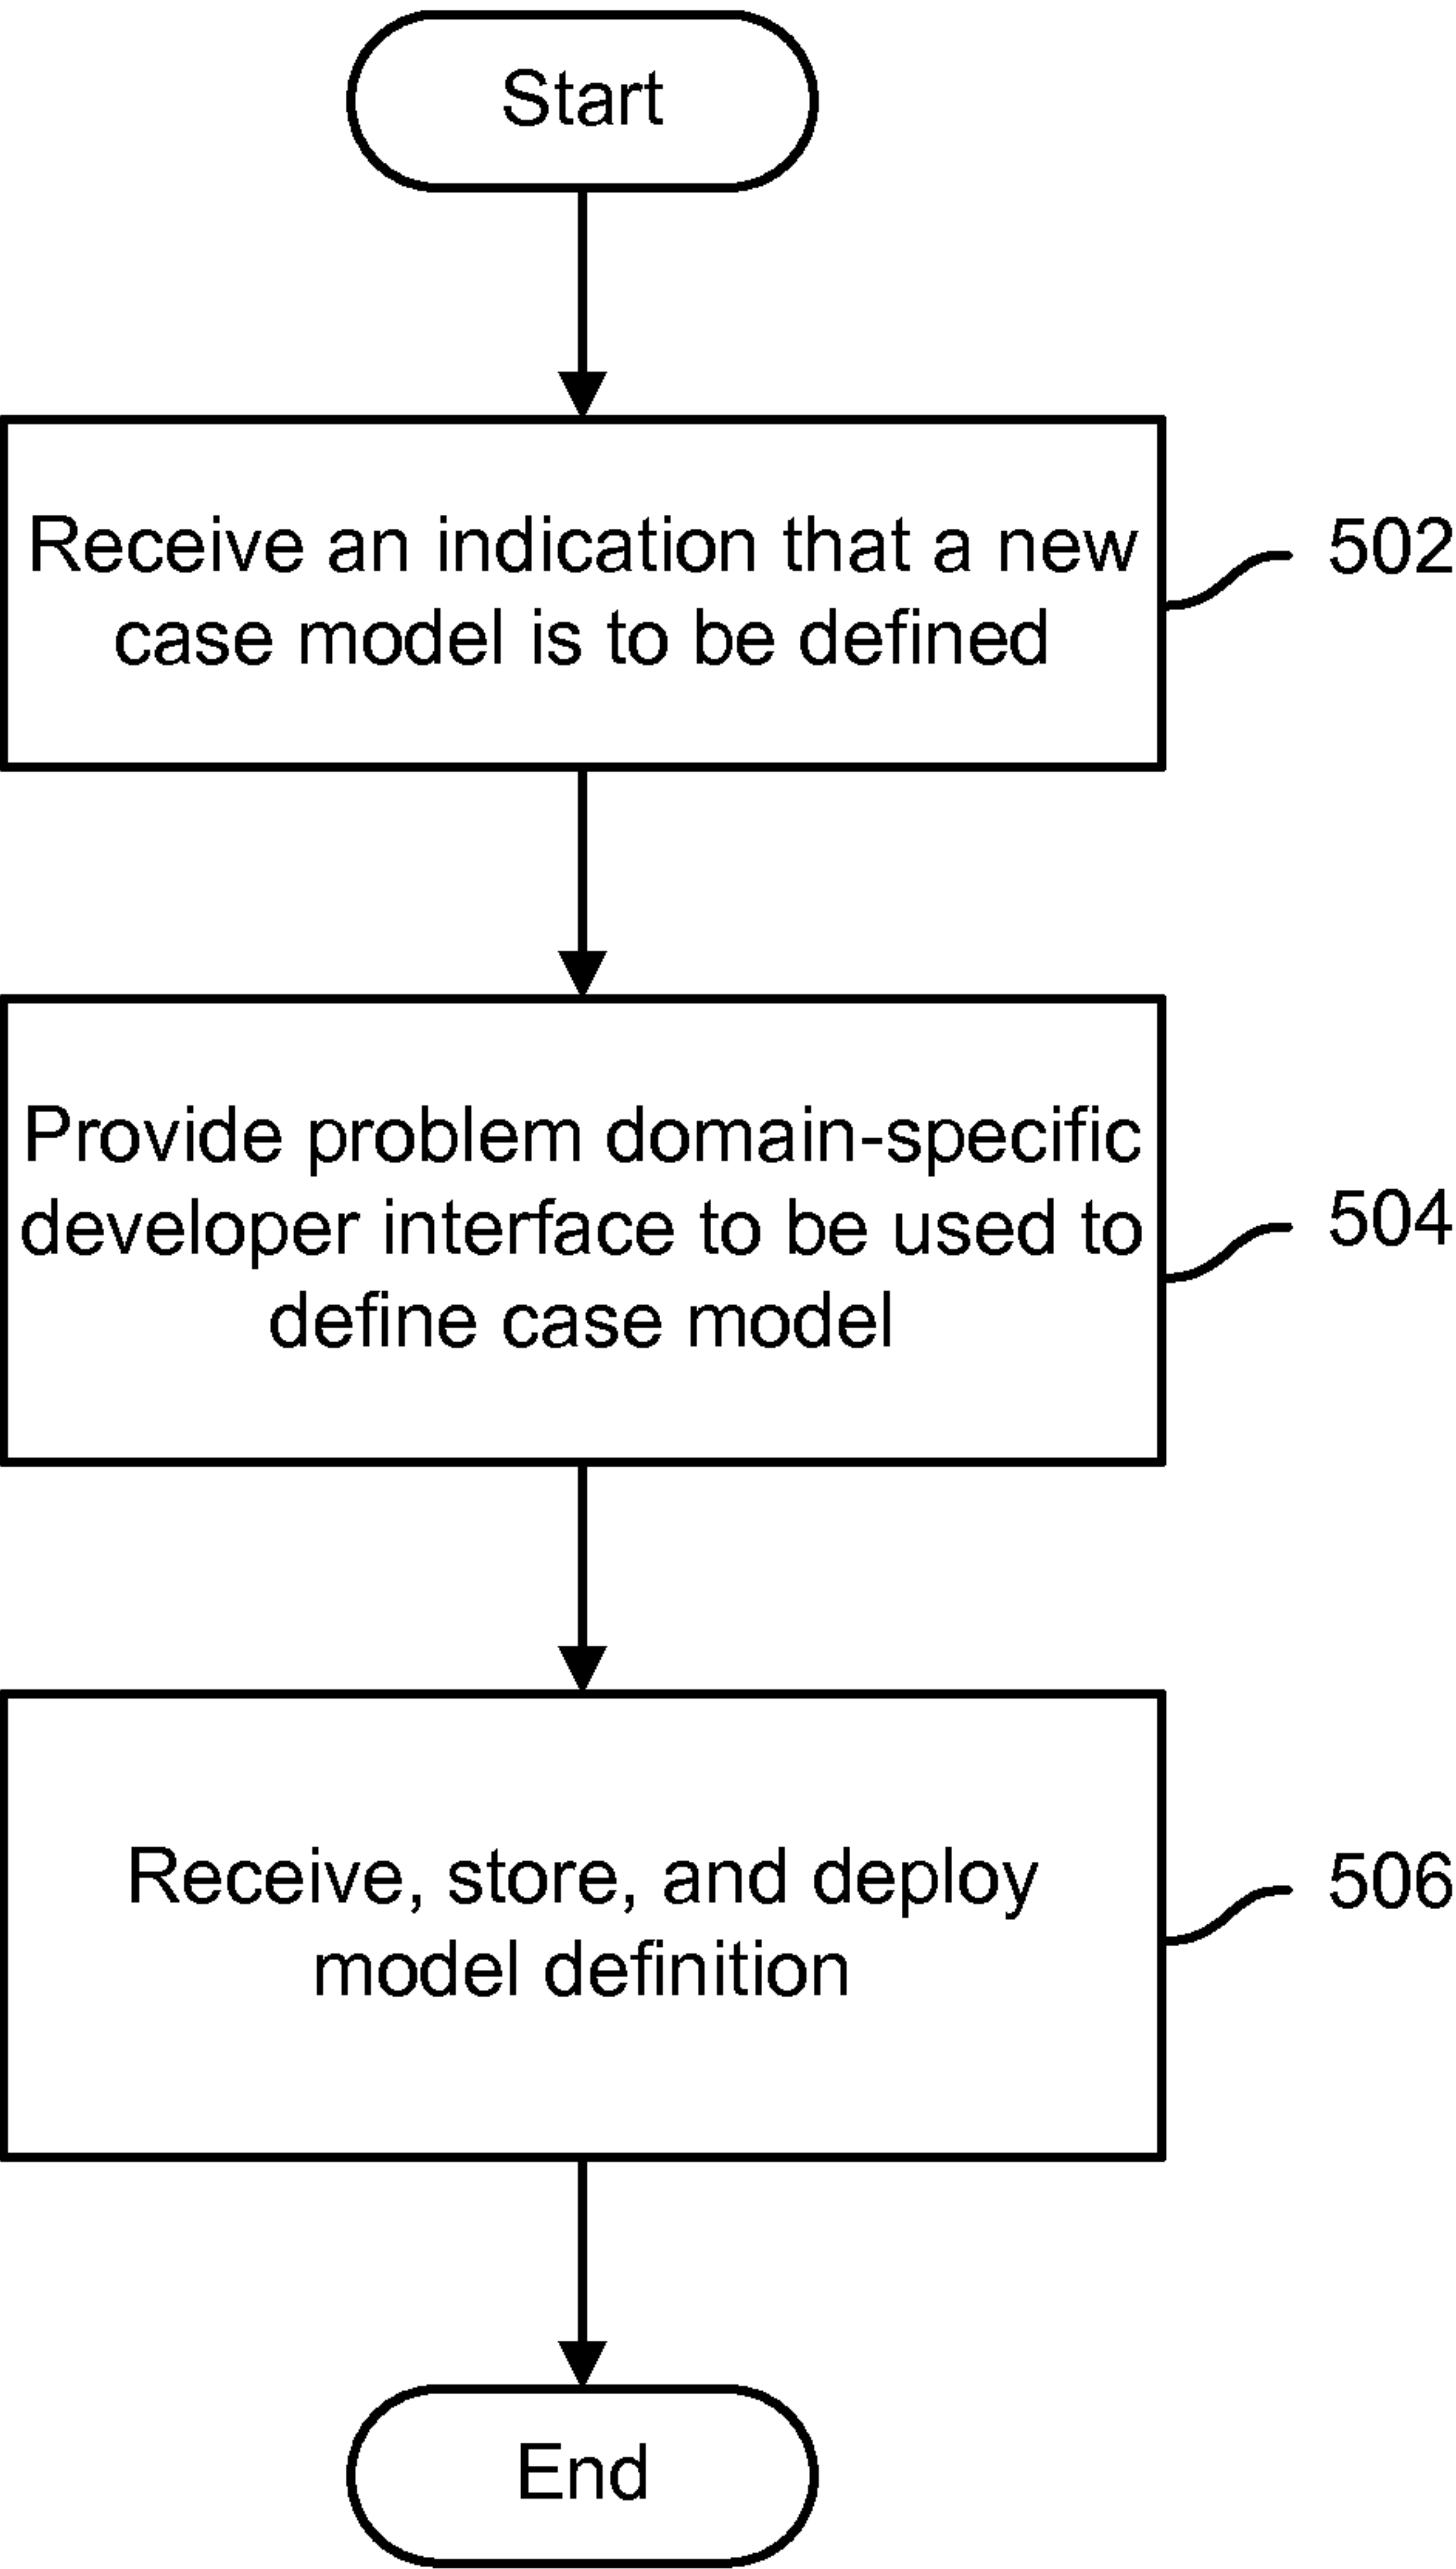 Start
Receive an indication that a new
case model is to be defined
502
Provide problem domain-specific
developer interface to be used to
define case model
504
Receive, store, and deploy
model definition
506
End